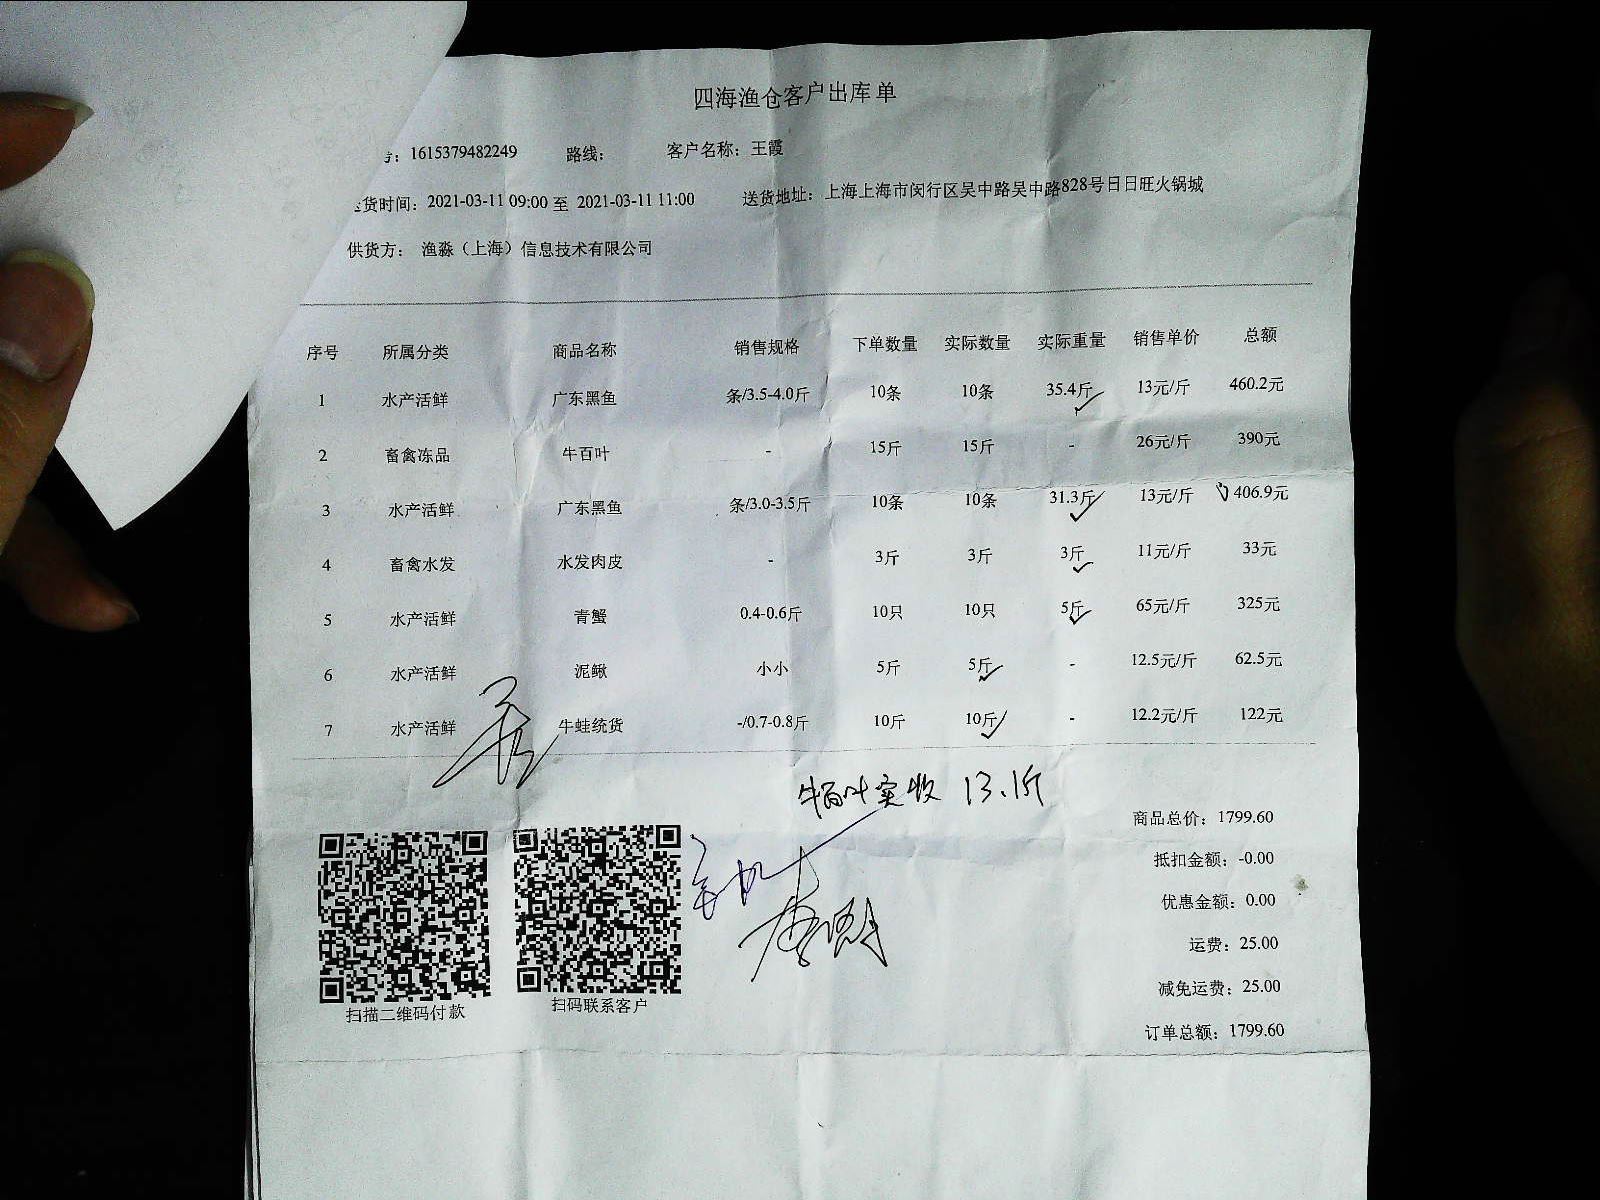 四海渔仓客户出库单
号：1615379482249 路线： 客户名称：王霞
货时间：2021-03-11 09:00 至 2021-03-11 11:00 送货地址：上海上海市闵行区吴中路吴中路828号日日旺火锅城
供货方： 渔淼（上海）信息技术有限公司
序号 所属分类 商品名称 销售规格 下单数量 实际数量 实际重量 销售单价 总额
1 水产活鲜 广东黑鱼 条/3.5-4.0斤 10条 10条 35.4斤 13元/斤 460.2元
2 畜禽冻品 牛百叶 - 15斤 15斤 - 26元/斤 390元
3 水产活鲜 广东黑鱼 条/3.0-3.5斤 10条 10条 31.3斤 13元/斤 406.9元
4 畜禽水发 水发肉皮 - 3斤 3斤 3斤 11元/斤 33元
5 水产活鲜 青蟹 0.4-0.6斤 10只 10只 5斤 65元/斤 325元
6 水产活鲜 泥鳅 小小 5斤 5斤 - 12.5元/斤 62.5元
7 水产活鲜 牛蛙统货 -/0.7-0.8斤 10斤 10斤 - 12.2元/斤 122元
牛百叶实收 13.1斤
商品总价：1799.60
抵扣金额：-0.00
优惠金额：0.00
运费：25.00
减免运费：25.00
订单总额：1799.60
扫描二维码付款 扫码联系客户